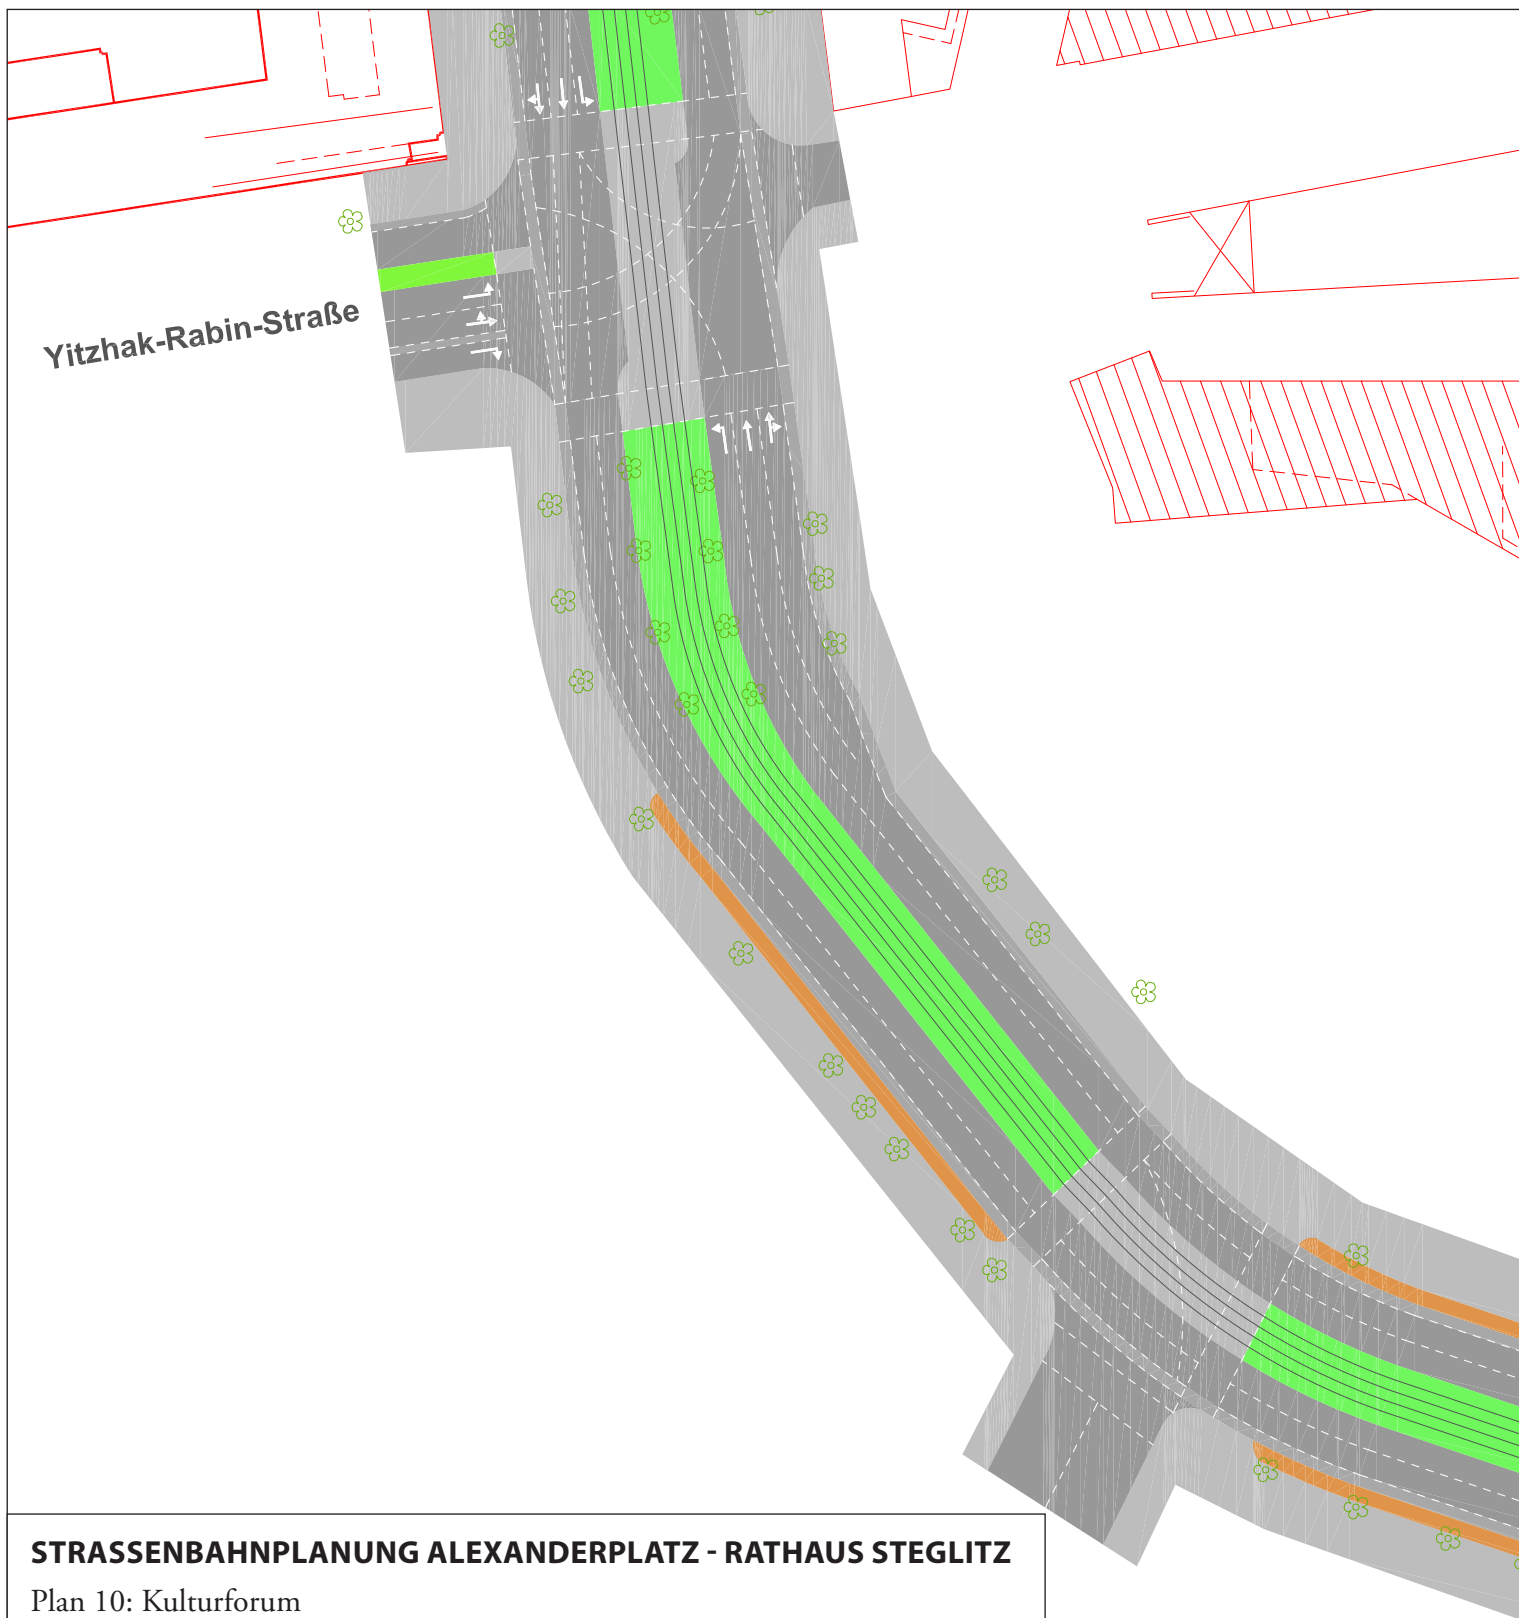 Yitzhak-Rabin-Straße
STRASSENBAHNPLANUNG ALEXANDERPLATZ - RATHAUS STEGLITZ
Plan 10: Kulturforum